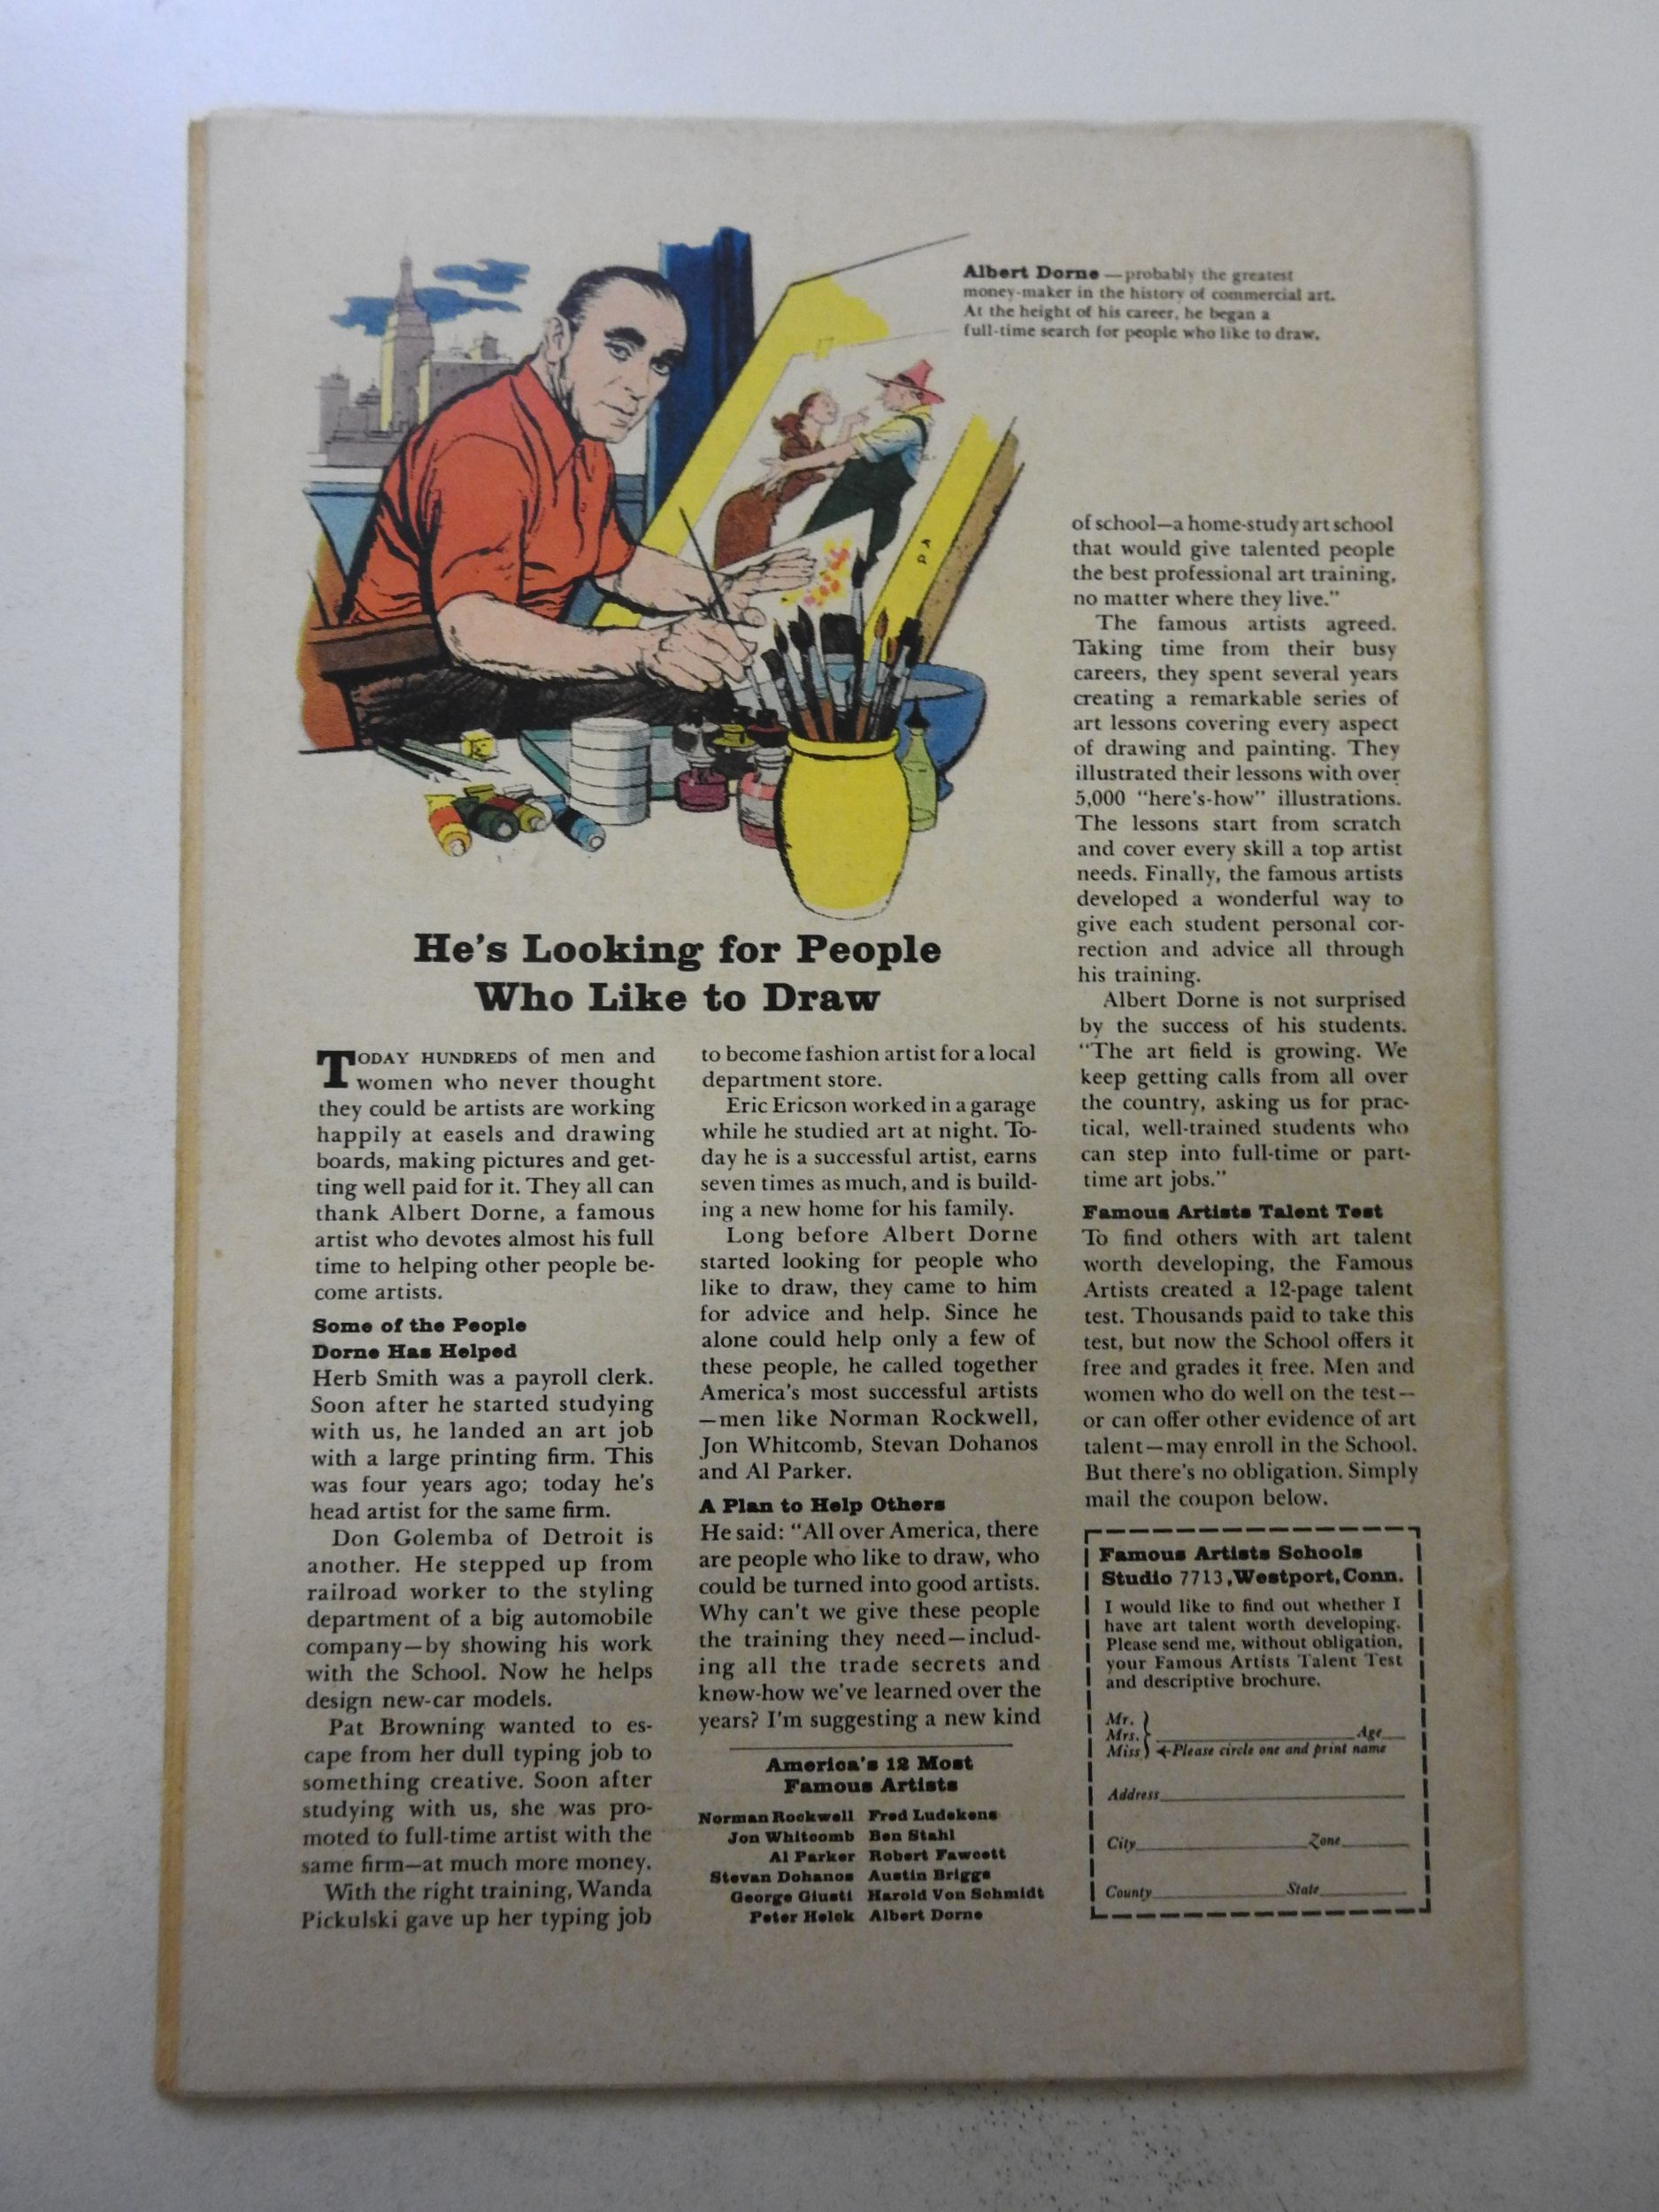 Albert Dorne—probably the greatest
money-maker in the history of commercial art.
At the height of his career, he began a
full-time search for people who like to draw.
He's Looking for People
Who Like to Draw
TODAY HUNDREDS of men and
women who never thought
they could be artists are working
happily at easels and drawing
boards, making pictures and get-
ting well paid for it. They all can
thank Albert Dorne, a famous
artist who devotes almost his full
time to helping other people be-
come artists.
Some of the People
Dorne Has Helped
Herb Smith was a payroll clerk.
Soon after he started studying
with us, he landed an art job
with a large printing firm. This
was four years ago; today he's
head artist for the same firm.
Don Golemba of Detroit is
another. He stepped up from
railroad worker to the styling
department of a big automobile
company—by showing his work
with the School. Now he helps
design new-car models.
Pat Browning wanted to es-
cape from her dull typing job to
something creative. Soon after
studying with us, she was pro-
moted to full-time artist with the
same firm—at much more money.
With the right training, Wanda
Pickulski gave up her typing job
to become fashion artist for a local
department store.
Eric Ericson worked in a garage
while he studied art at night. To-
day he is a successful artist, earns
seven times as much, and is build-
ing a new home for his family.
Long before Albert Dorne
started looking for people who
like to draw, they came to him
for advice and help. Since he
alone could help only a few of
these people, he called together
America's most successful artists
—men like Norman Rockwell,
Jon Whitcomb, Stevan Dohanos
and Al Parker.
A Plan to Help Others
He said: "All over America, there
are people who like to draw, who
could be turned into good artists.
Why can't we give these people
the training they need—includ-
ing all the trade secrets and
know-how we've learned over the
years? I'm suggesting a new kind
America's 12 Most
Famous Artists
Norman Rockwell Fred Ludekens
Jon Whitcomb Ben Stahl
Al Parker Robert Fawcett
Stevan Dohanos Austin Briggs
George Giusti Harold Von Schmidt
Peter Helck Albert Dorne
of school—a home-study art school
that would give talented people
the best professional art training,
no matter where they live."
The famous artists agreed.
Taking time from their busy
careers, they spent several years
creating a remarkable series of
art lessons covering every aspect
of drawing and painting. They
illustrated their lessons with over
5,000 "here's-how" illustrations.
The lessons start from scratch
and cover every skill a top artist
needs. Finally, the famous artists
developed a wonderful way to
give each student personal cor-
rection and advice all through
his training.
Albert Dorne is not surprised
by the success of his students.
"The art field is growing. We
keep getting calls from all over
the country, asking us for prac-
tical, well-trained students who
can step into full-time or part-
time art jobs."
Famous Artists Talent Test
To find others with art talent
worth developing, the Famous
Artists created a 12-page talent
test. Thousands paid to take this
test, but now the School offers it
free and grades it free. Men and
women who do well on the test—
or can offer other evidence of art
talent—may enroll in the School.
But there's no obligation. Simply
mail the coupon below.
Famous Artists Schools
Studio 7713, Westport, Conn.
I would like to find out whether I
have art talent worth developing.
Please send me, without obligation,
your Famous Artists Talent Test
and descriptive brochure.
Mr.
Mrs. Age
Miss Please circle one and print name
Address
City Zone
County State